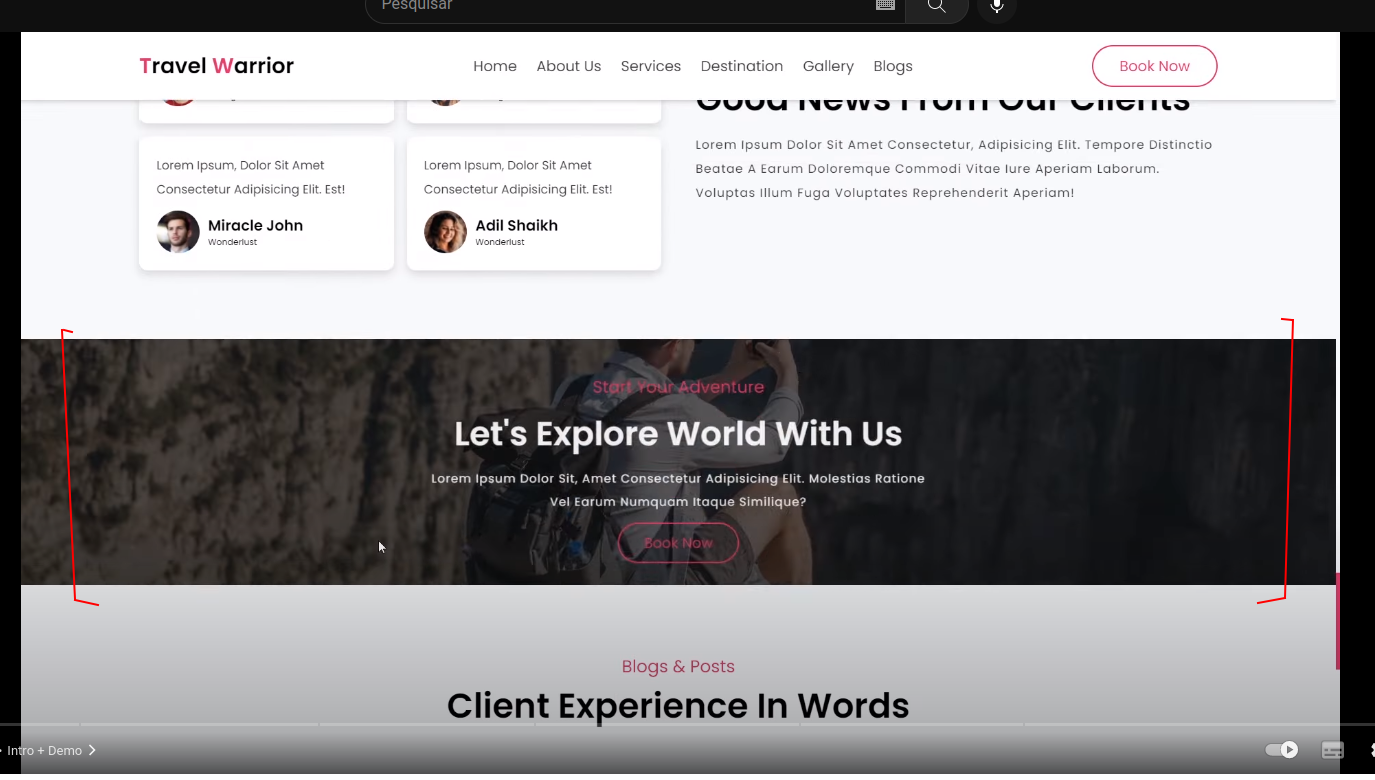 Pesquisar
Travel Warrior
Home About Us Services Destination Gallery Blogs
Book Now
Good News From Our Clients
Lorem Ipsum Dolor Sit Amet Consectetur, Adipisicing Elit. Tempore Distinctio
Beatae A Earum Doloremque Commodi Vitae Iure Aperiam Laborum.
Voluptas Illum Fuga Voluptates Reprehenderit Aperiam!
Lorem Ipsum, Dolor Sit Amet
Consectetur Adipisicing Elit. Est!
Miracle John
Wonderlust
Lorem Ipsum, Dolor Sit Amet
Consectetur Adipisicing Elit. Est!
Adil Shaikh
Wonderlust
Start Your Adventure
Let's Explore World With Us
Lorem Ipsum Dolor Sit, Amet Consectetur Adipisicing Elit. Molestias Ratione
Vel Earum Numquam Itaque Similique?
Book Now
Blogs & Posts
Client Experience In Words
• Intro + Demo